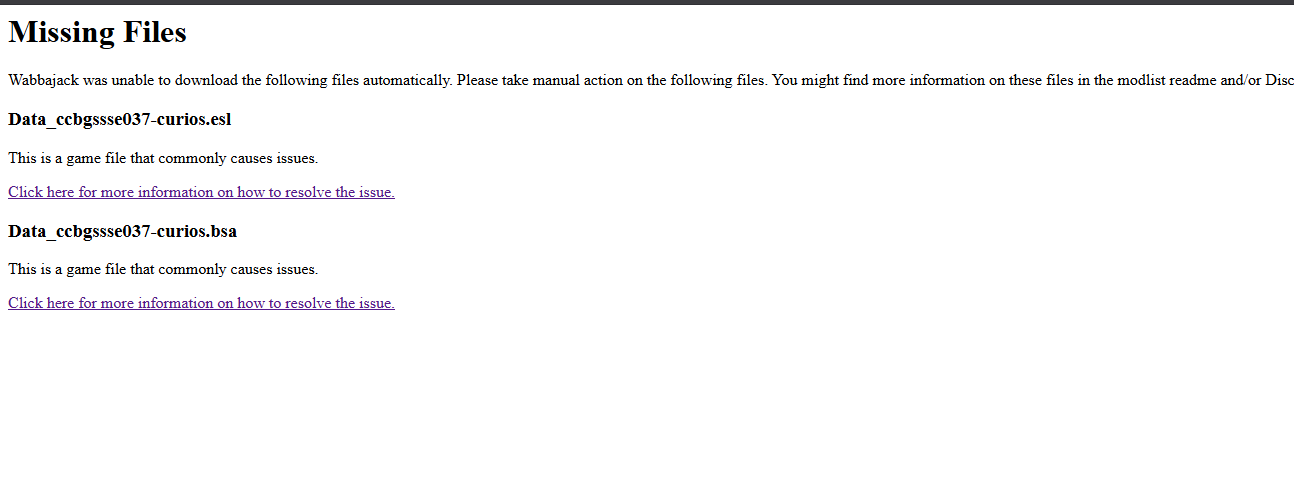 Missing Files
Wabbajack was unable to download the following files automatically. Please take manual action on the following files. You might find more information on these files in the modlist readme and/or Disc
Data_ccbgssse037-curios.esl
This is a game file that commonly causes issues.
Click here for more information on how to resolve the issue.
Data_ccbgssse037-curios.bsa
This is a game file that commonly causes issues.
Click here for more information on how to resolve the issue.